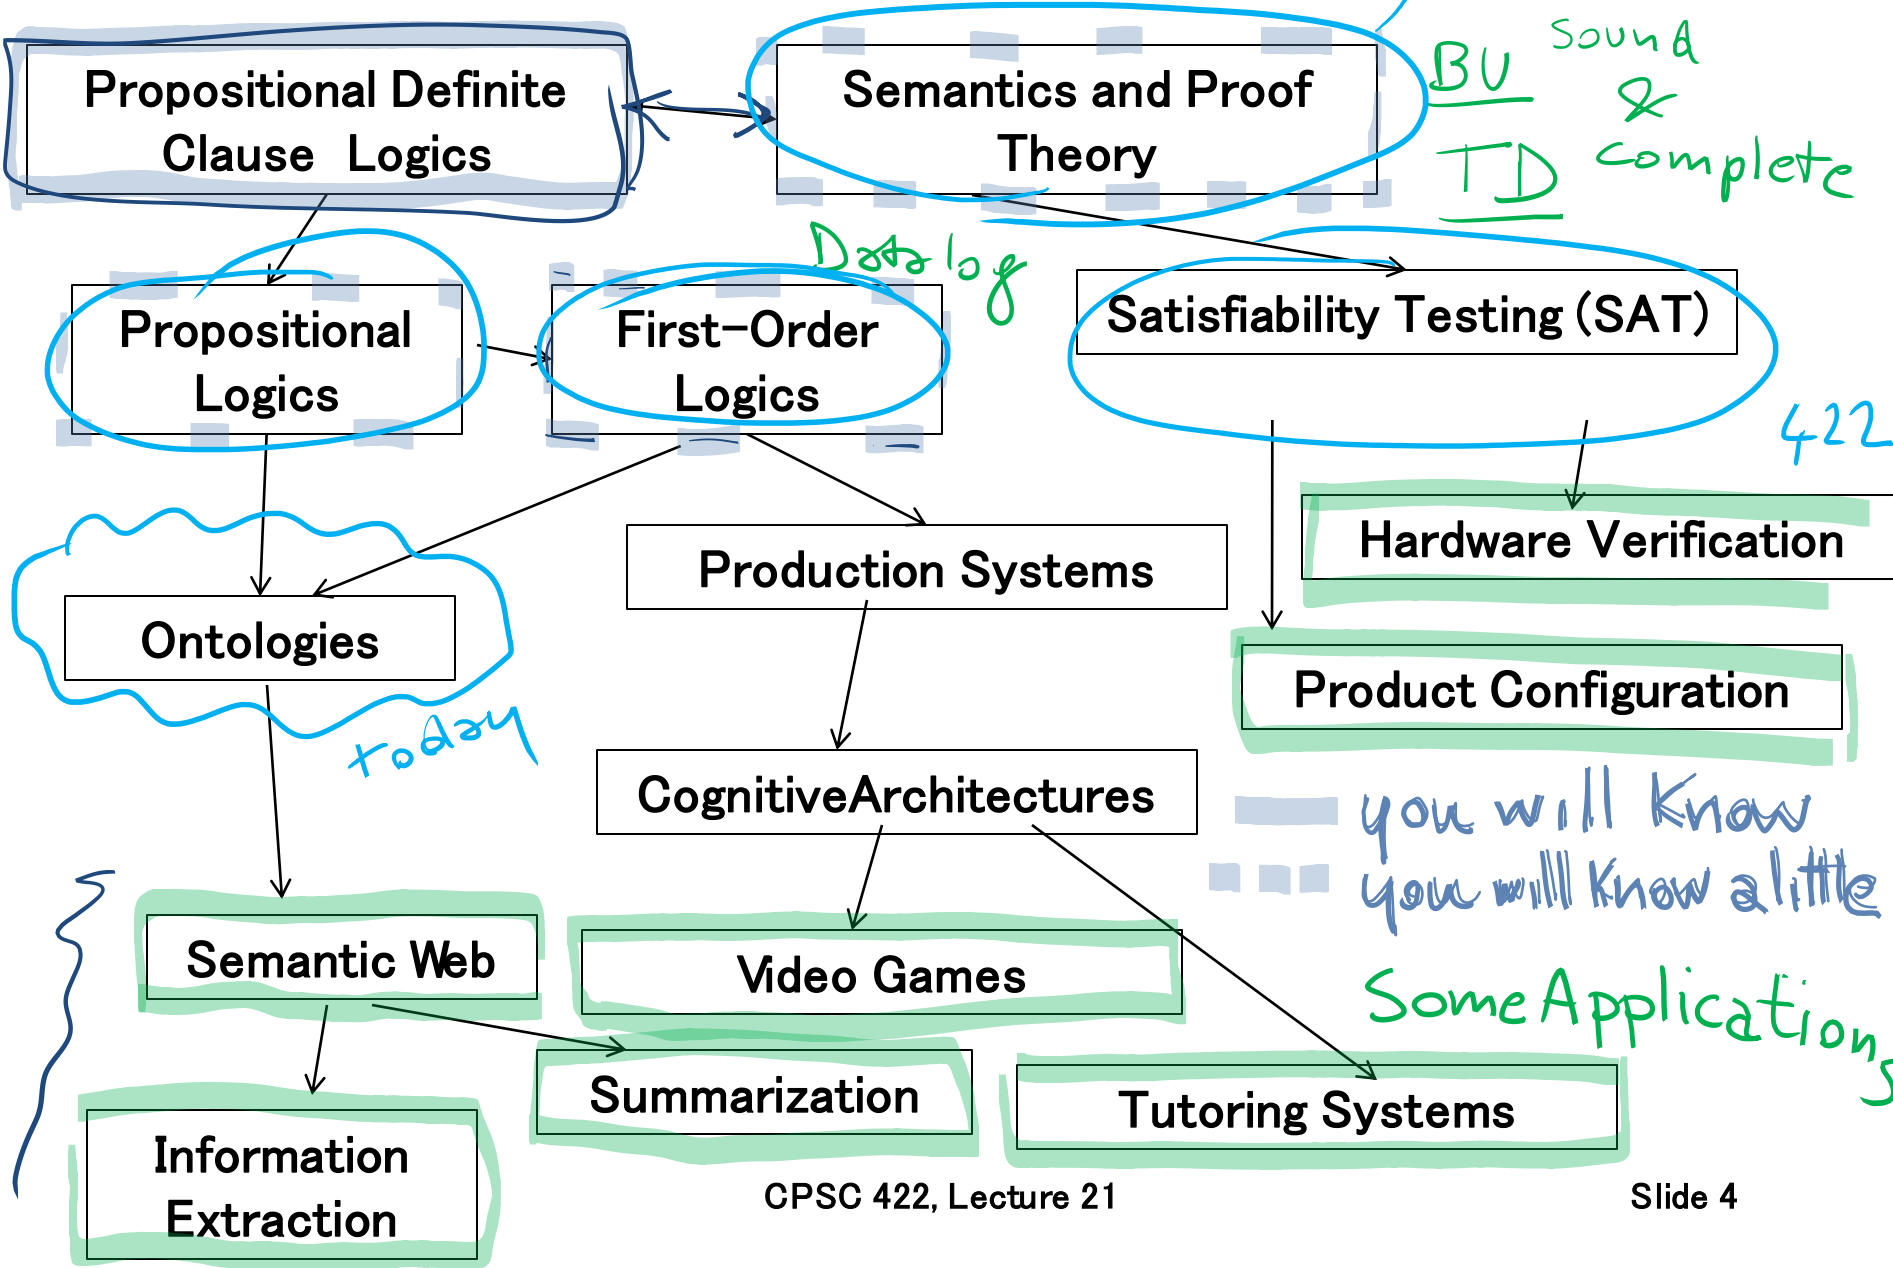 Propositional Definite
Clause Logics
Semantics and Proof
Theory
BU
Sound
&
TD
complete
Datalog
Propositional
Logics
First-Order
Logics
Satisfiability Testing (SAT)
422
Hardware Verification
Production Systems
Ontologies
today
Product Configuration
CognitiveArchitectures
you will know
you will know a little
Semantic Web
Video Games
Some Applications
Summarization
Tutoring Systems
Information
Extraction
CPSC 422, Lecture 21
Slide 4